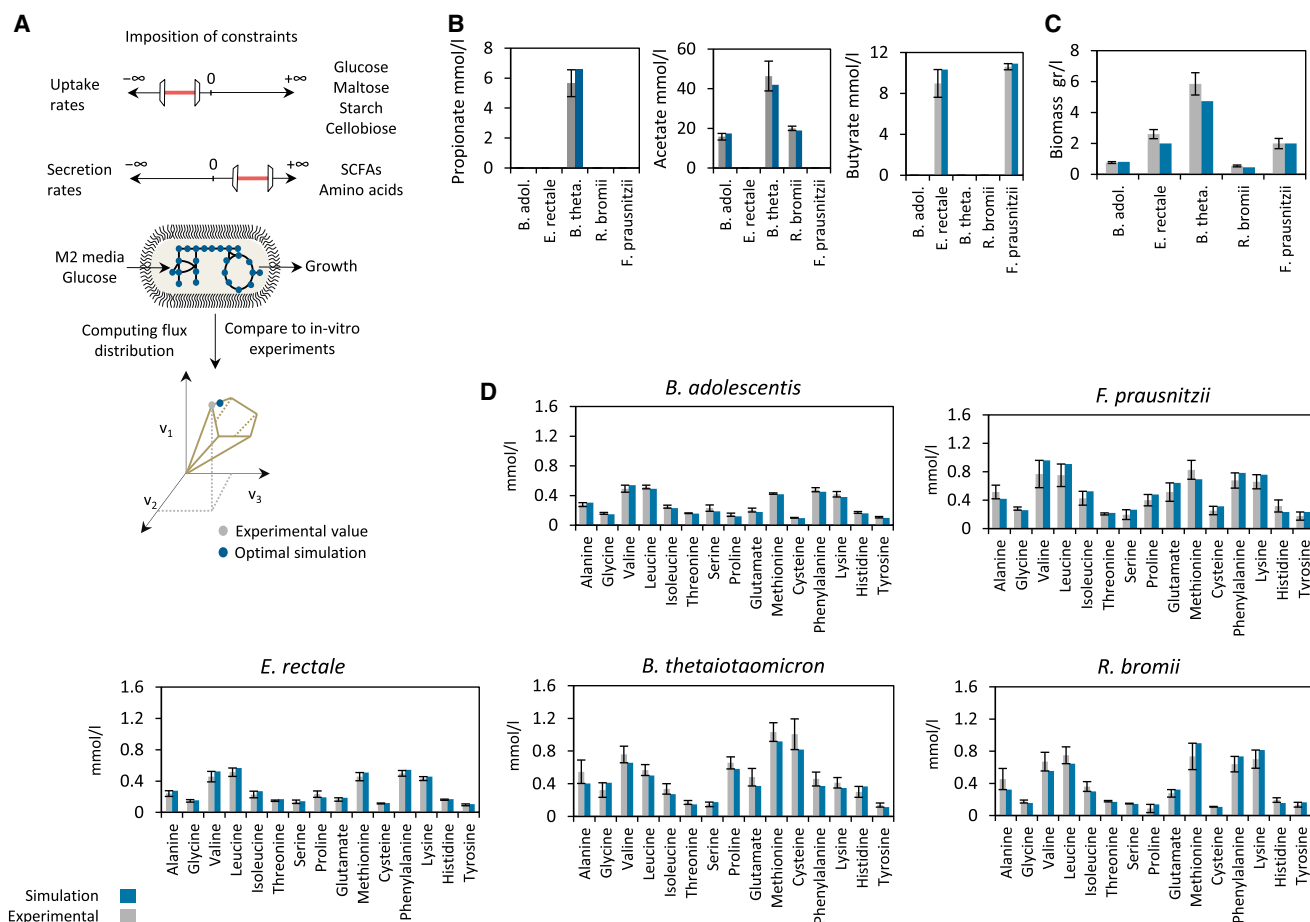 A
Imposition of constraints
−∞
0
+∞
Uptake
rates
Glucose
Maltose
Starch
Cellobiose
−∞
0
+∞
Secretion
rates
SCFAs
Amino acids
M2 media
Glucose
Growth
Computing flux
distribution
Compare to in-vitro
experiments
v1
v2
v3
Experimental value
Optimal simulation
B
Propionate mmol/l
8
6
4
2
0
B. adol.
E. rectale
B. theta.
R. bromii
F. prausnitzii
Acetate mmol/l
60
40
20
0
B. adol.
E. rectale
B. theta.
R. bromii
F. prausnitzii
Butyrate mmol/l
12
9
6
3
0
B. adol.
E. rectale
B. theta.
R. bromii
F. prausnitzii
C
Biomass gr/l
8
6
4
2
0
B. adol.
E. rectale
B. theta.
R. bromii
F. prausnitzii
D
B. adolescentis
mmol/l
1.6
1.2
0.8
0.4
0
Alanine
Glycine
Valine
Leucine
Isoleucine
Threonine
Serine
Proline
Glutamate
Methionine
Cysteine
Phenylalanine
Lysine
Histidine
Tyrosine
F. prausnitzii
mmol/l
1.6
1.2
0.8
0.4
0
Alanine
Glycine
Valine
Leucine
Isoleucine
Threonine
Serine
Proline
Glutamate
Methionine
Cysteine
Phenylalanine
Lysine
Histidine
Tyrosine
E. rectale
mmol/l
1.6
1.2
0.8
0.4
0
Alanine
Glycine
Valine
Leucine
Isoleucine
Threonine
Serine
Proline
Glutamate
Methionine
Cysteine
Phenylalanine
Lysine
Histidine
Tyrosine
B. thetaiotaomicron
mmol/l
1.6
1.2
0.8
0.4
0
Alanine
Glycine
Valine
Leucine
Isoleucine
Threonine
Serine
Proline
Glutamate
Methionine
Cysteine
Phenylalanine
Lysine
Histidine
Tyrosine
R. bromii
mmol/l
1.6
1.2
0.8
0.4
0
Alanine
Glycine
Valine
Leucine
Isoleucine
Threonine
Serine
Proline
Glutamate
Methionine
Cysteine
Phenylalanine
Lysine
Histidine
Tyrosine
Simulation
Experimental